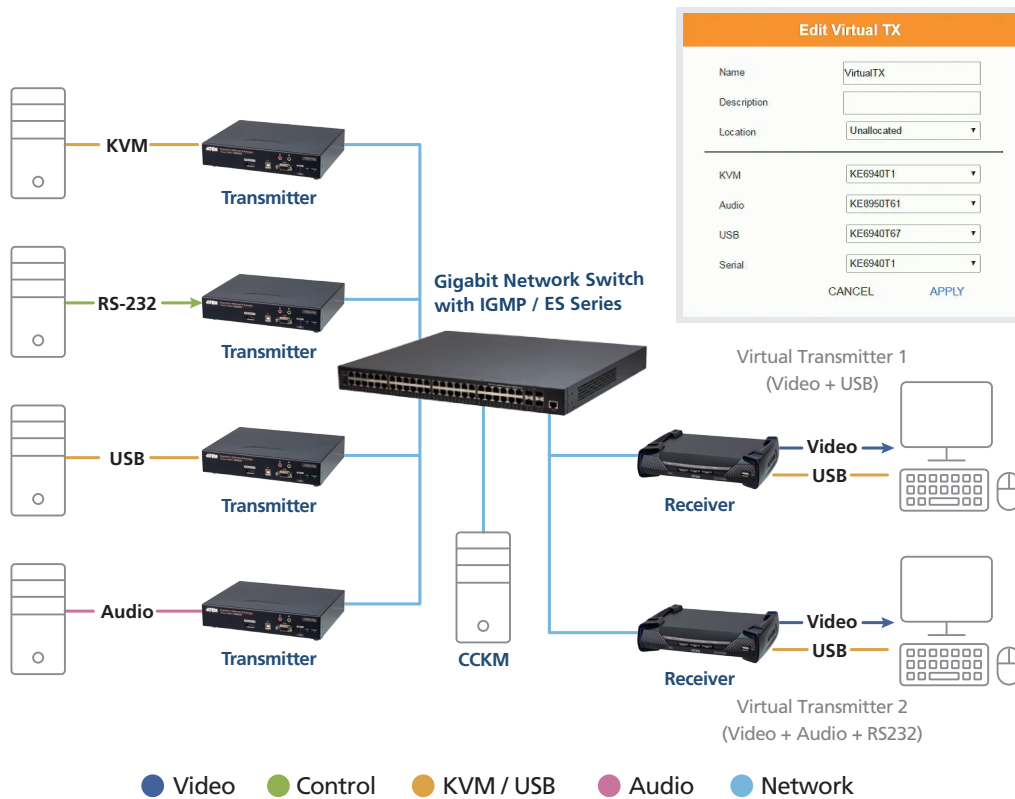 Edit Virtual TX
Name
VirtualTX
Description
Location
Unallocated
KVM
KE6940T1
Audio
KE8950T61
USB
KE6940T67
Serial
KE6940T1
CANCEL
APPLY
KVM
Transmitter
RS-232
Transmitter
USB
Transmitter
Audio
Transmitter
Gigabit Network Switch
with IGMP / ES Series
CCKM
Virtual Transmitter 1
(Video + USB)
Video
USB
Receiver
Video
USB
Receiver
Virtual Transmitter 2
(Video + Audio + RS232)
Video
Control
KVM / USB
Audio
Network